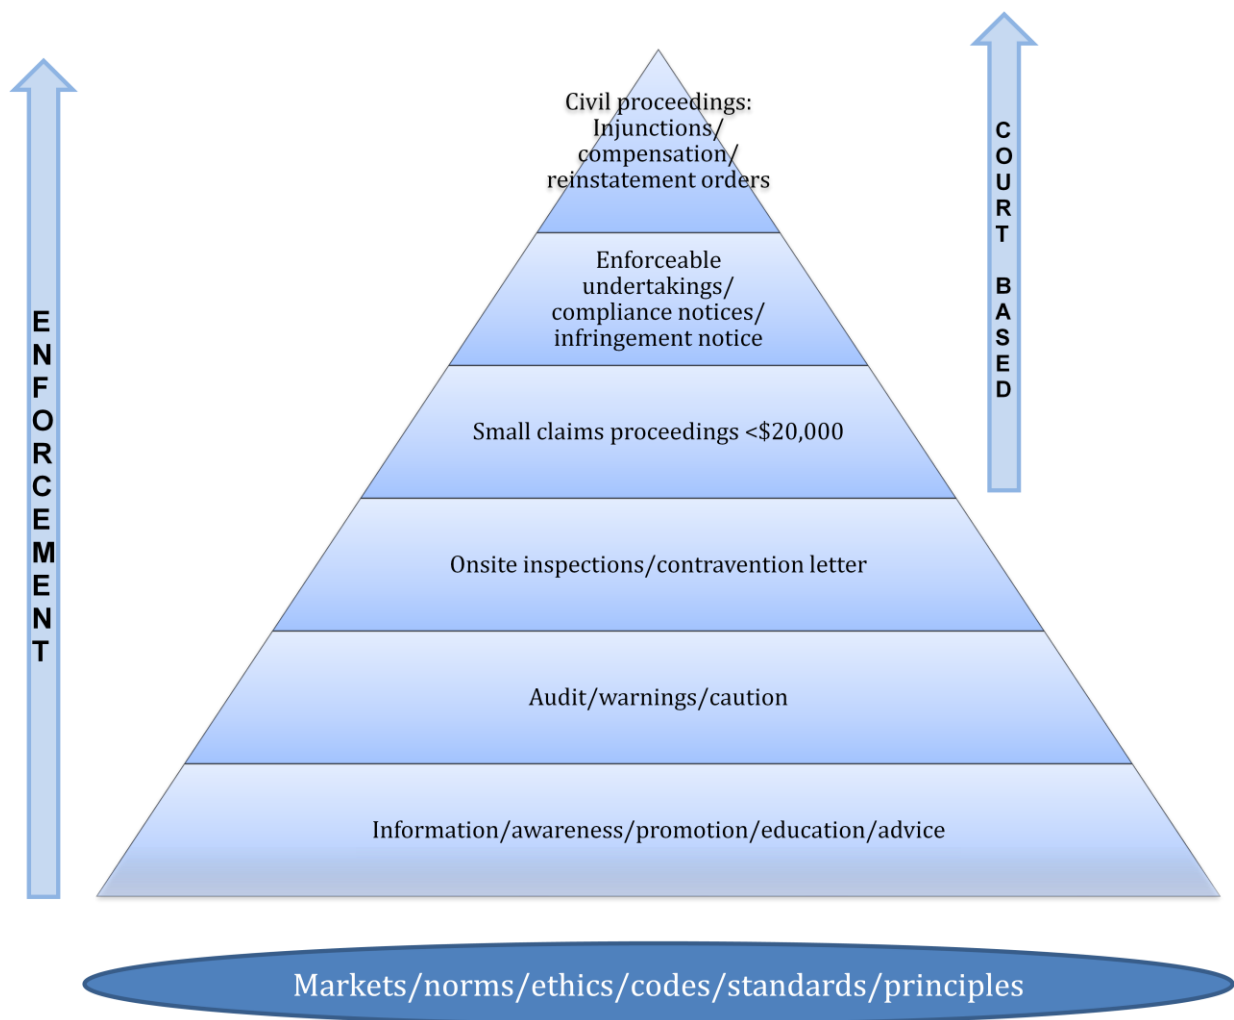 Civil proceedings:
Injunctions/
compensation/
reinstatement orders
Enforceable
undertakings/
compliance notices/
infringement notice
Small claims proceedings <$20,000
Onsite inspections/contravention letter
Audit/warnings/caution
Information/awareness/promotion/education/advice
Markets/norms/ethics/codes/standards/principles
ENFORCEMENT
COURT BASED